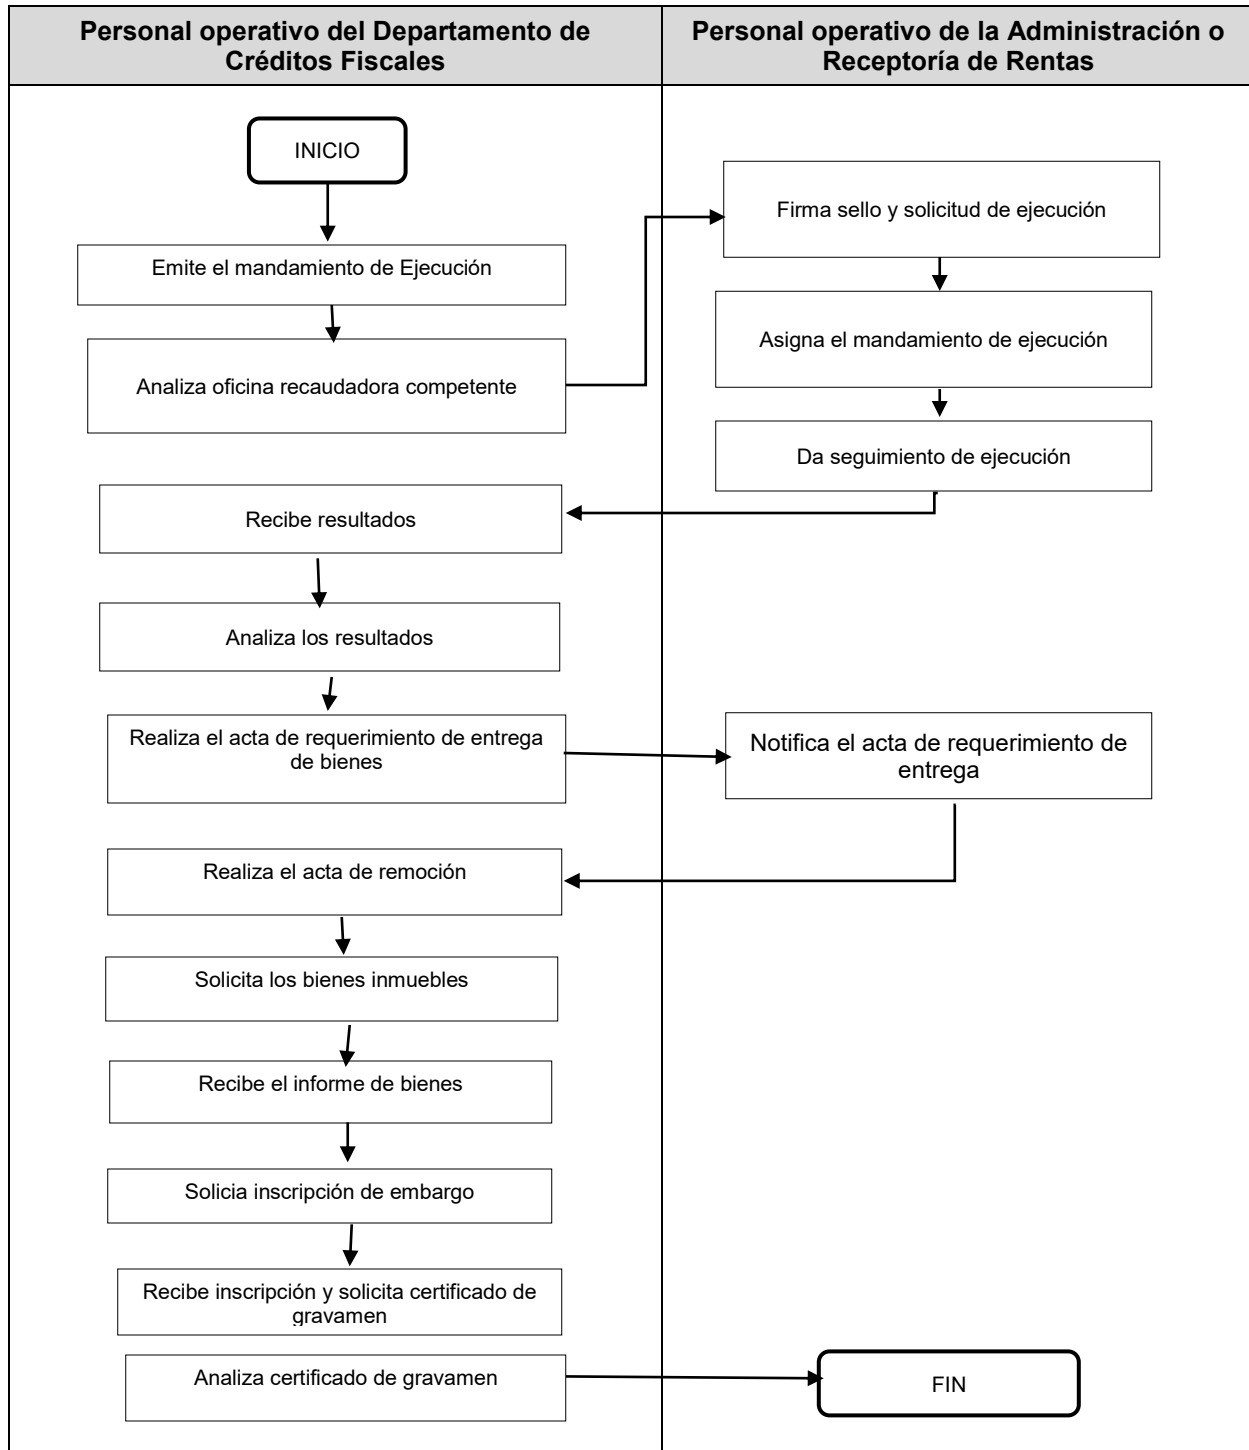 Personal operativo del Departamento de
Créditos Fiscales
Personal operativo de la Administración o
Receptoría de Rentas
INICIO
Emite el mandamiento de Ejecución
Analiza oficina recaudadora competente
Firma sello y solicitud de ejecución
Asigna el mandamiento de ejecución
Da seguimiento de ejecución
Recibe resultados
Analiza los resultados
Realiza el acta de requerimiento de entrega
de bienes
Notifica el acta de requerimiento de
entrega
Realiza el acta de remoción
Solicita los bienes inmuebles
Recibe el informe de bienes
Solicia inscripción de embargo
Recibe inscripción y solicita certificado de
gravamen
Analiza certificado de gravamen
FIN